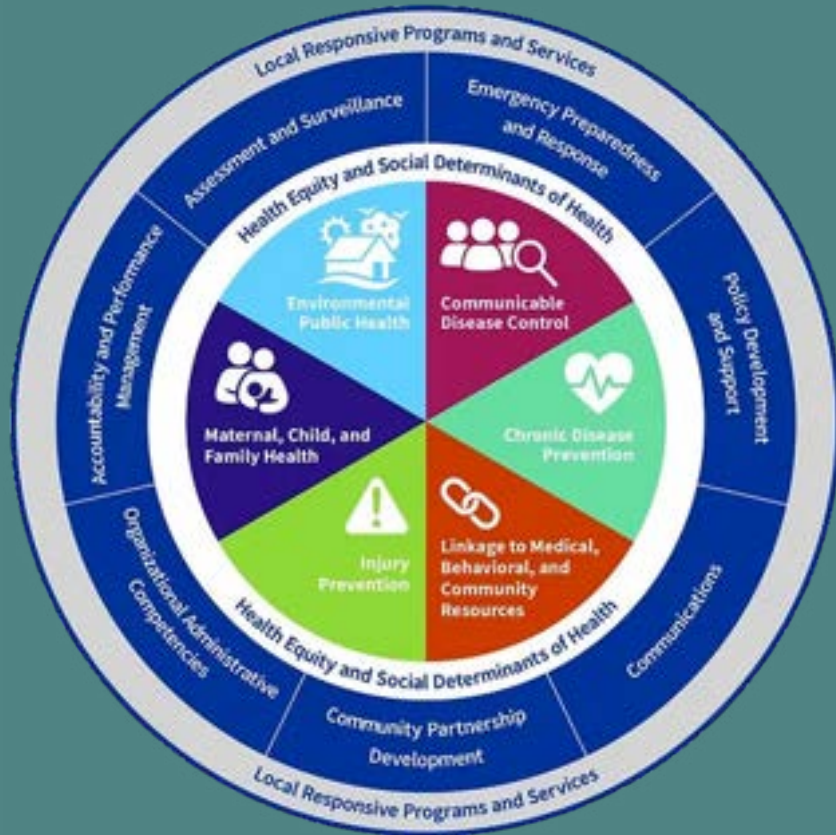 Local Responsive Programs and Services
Assessment and Surveillance
Emergency Preparedness
and Response
Policy Development
and Support
Communications
Community Partnership
Development
Organizational Administrative
Competencies
Accountability and Performance
Management
Health Equity and Social Determinants of Health
Environmental
Public Health
Communicable
Disease Control
Chronic Disease
Prevention
Linkage to Medical,
Behavioral, and
Community
Resources
Injury
Prevention
Maternal, Child, and
Family Health
Health Equity and Social Determinants of Health
Local Responsive Programs and Services